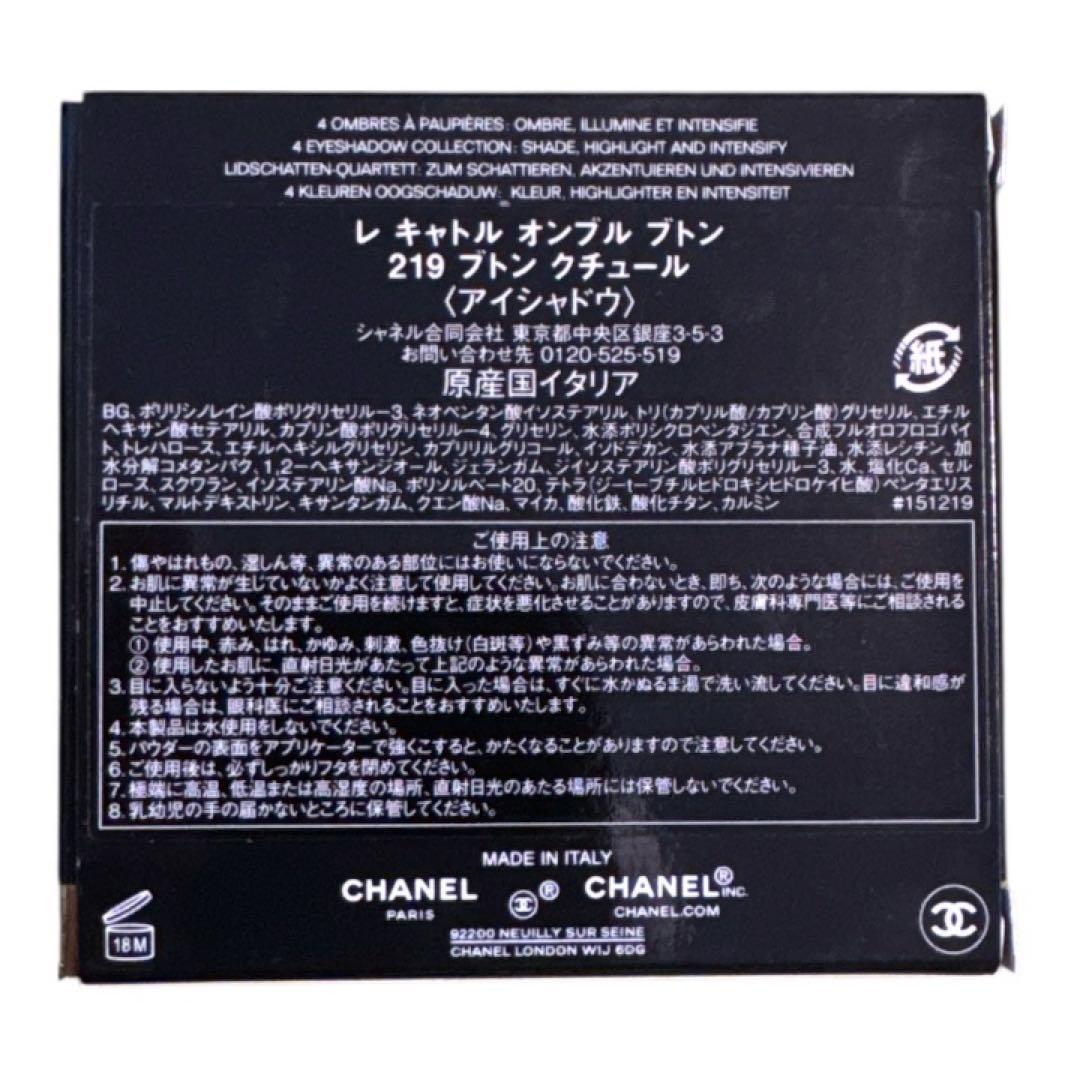 4 OMBRES À PAUPIÈRES: OMBRE, ILLUMINE ET INTENSIFIE
4 EYESHADOW COLLECTION: SHADE, HIGHLIGHT AND INTENSIFY
LIDSCHATTEN-QUARTETT: ZUM SCHATTIEREN, AKZENTUIEREN UND INTENSIVIEREN
4 KLEUREN OOGSCHADUW: KLEUR, HIGHLIGHTER EN INTENSITEIT
レ キャトル オンブル ブトン
219 ブトン クチュール
〈アイシャドウ〉
シャネル合同会社 東京都中央区銀座3-5-3
お問い合わせ先 0120-525-519
原産国イタリア
紙
BG、ポリリシノレイン酸ポリグリセリル-3、ネオペンタン酸イソステアリル、トリ(カプリル酸/カプリン酸)グリセリル、エチル
ヘキサン酸セテアリル、カプリン酸ポリグリセリル-4、グリセリン、水添ポリシクロペンタジエン、合成フルオロフロゴパイ
ト、トレハロース、エチルヘキシルグリセリン、カプリリルグリコール、イソドデカン、水添アブラナ種子油、水添レシチン、加
水分解コメタンパク、1,2-ヘキサンジオール、ジェランガム、ジイソステアリン酸ポリグリセリル-3、水、塩化Ca、セル
ロース、スクワラン、イソステアリン酸Na、ポリソルベート20、テトラ(ジ-t-ブチルヒドロキシヒドロケイヒ酸)ペンタエリス
リチル、マルトデキストリン、キサンタンガム、クエン酸Na、マイカ、酸化鉄、酸化チタン、カルミン #151219
ご使用上の注意
1. 傷やはれもの、湿しん等、異常のある部位にはお使いにならないでください。
2. お肌に異常が生じていないかよく注意して使用してください。お肌に合わないとき、即ち、次のような場合には、ご使用を
中止してください。そのままご使用を続けますと、症状を悪化させることがありますので、皮膚科専門医等にご相談される
ことをおすすめいたします。
① 使用中、赤み、はれ、かゆみ、刺激、色抜け(白斑等)や黒ずみ等の異常があらわれた場合。
② 使用したお肌に、直射日光があたって上記のような異常があらわれた場合。
3. 目に入らないよう十分ご注意ください。目に入った場合は、すぐに水かぬるま湯で洗い流してください。目に違和感が
残る場合は、眼科医にご相談されることをおすすめいたします。
4. 本製品は水使用をしないでください。
5. パウダーの表面をアプリケーターで強くこすると、かたくなることがありますので注意してください。
6. ご使用後は、必ずしっかりフタを閉めてください。
7. 極端に高温、低温または高湿度の場所、直射日光のあたる場所には保管しないでください。
8. 乳幼児の手の届かないところに保管してください。
MADE IN ITALY
CHANEL ® CHANEL® INC.
PARIS CHANEL.COM
92200 NEUILLY SUR SEINE
CHANEL LONDON W1J 6DG
18M